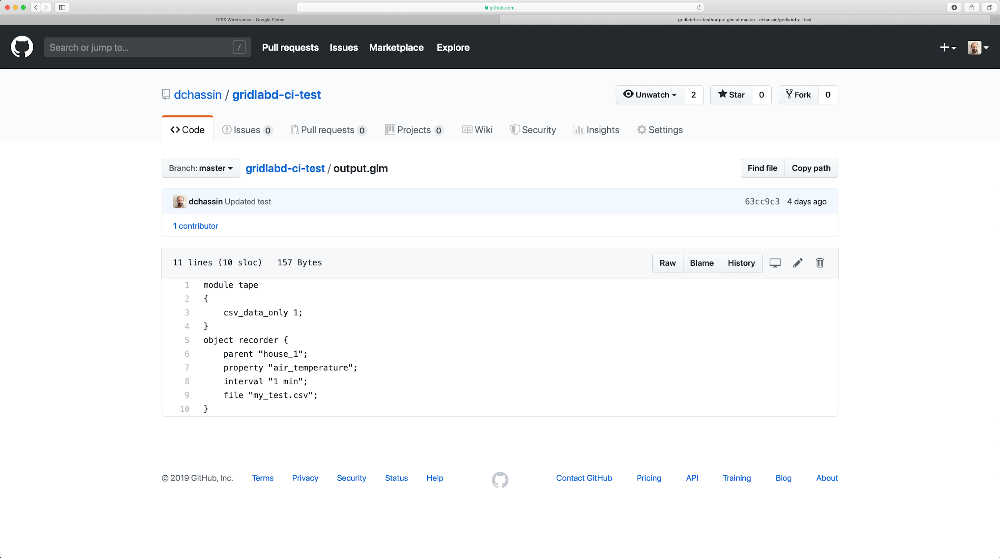 github.com
TESS Wireframes - Google Slides
gridlabd-ci-test/output.glm at master · dchassin/gridlabd-ci-test
Search or jump to... /
Pull requests Issues Marketplace Explore
dchassin / gridlabd-ci-test
Unwatch 2 Star 0 Fork 0
Code Issues 0 Pull requests 0 Projects 0 Wiki Security Insights Settings
Branch: master gridlabd-ci-test / output.glm Find file Copy path
dchassin Updated test 63cc9c3 4 days ago
1 contributor
11 lines (10 sloc) 157 Bytes Raw Blame History
1 module tape
2 {
3 csv_data_only 1;
4 }
5 object recorder {
6 parent "house_1";
7 property "air_temperature";
8 interval "1 min";
9 file "my_test.csv";
10 }
© 2019 GitHub, Inc. Terms Privacy Security Status Help Contact GitHub Pricing API Training Blog About